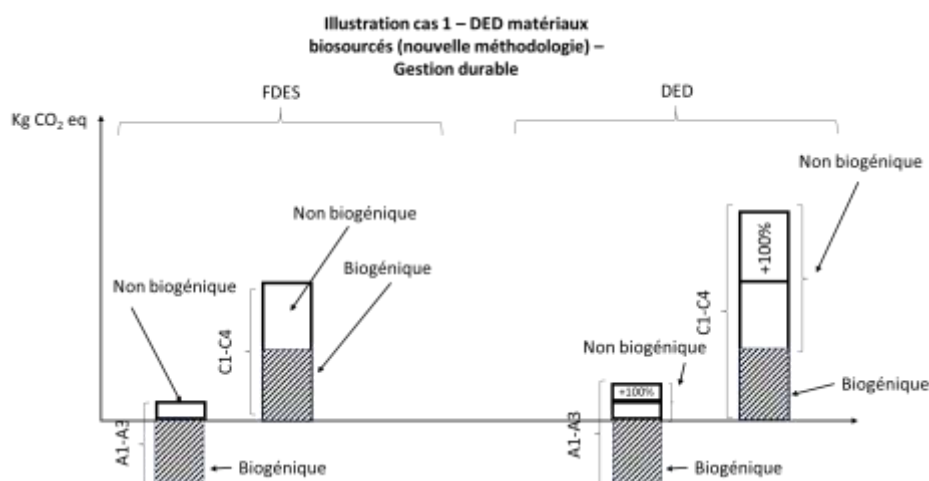 Illustration cas 1 – DED matériaux
biosourcés (nouvelle méthodologie) –
Gestion durable
FDES
DED
Kg CO₂ eq
Non biogénique
Non biogénique
Biogénique
Non biogénique
+100%
C1-C4
C1-C4
Non biogénique
+100%
Biogénique
A1-A3
A1-A3
Biogénique
Biogénique